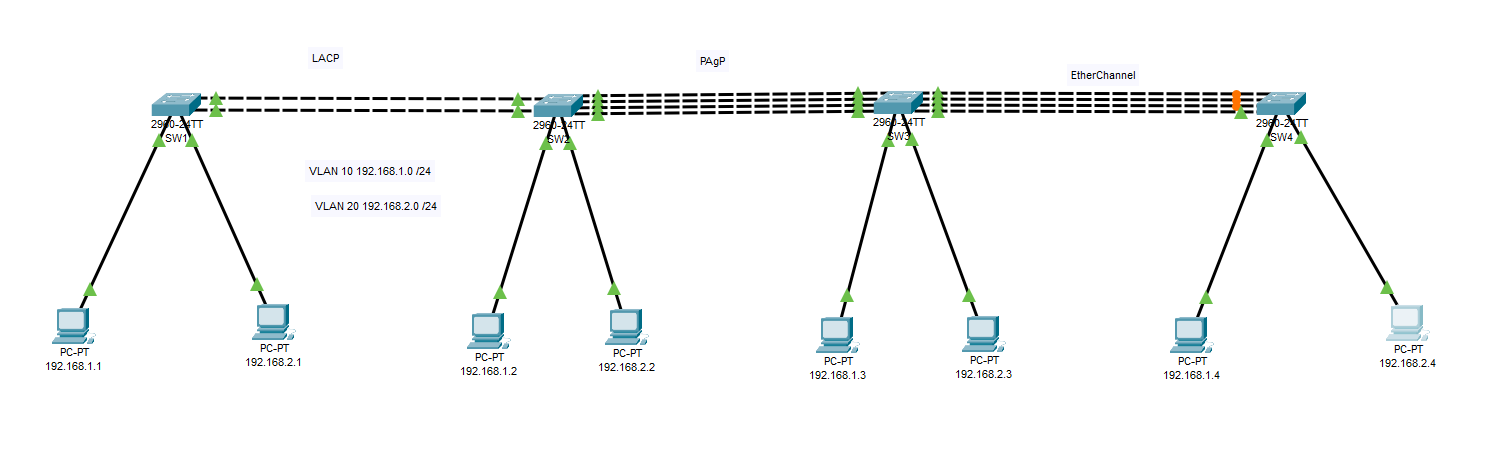 LACP
PAgP
EtherChannel
2960-24TT
SW1
2960-24TT
SW2
2960-24TT
SW3
2960-24TT
SW4
VLAN 10 192.168.1.0 /24
VLAN 20 192.168.2.0 /24
PC-PT
192.168.1.1
PC-PT
192.168.2.1
PC-PT
192.168.1.2
PC-PT
192.168.2.2
PC-PT
192.168.1.3
PC-PT
192.168.2.3
PC-PT
192.168.1.4
PC-PT
192.168.2.4